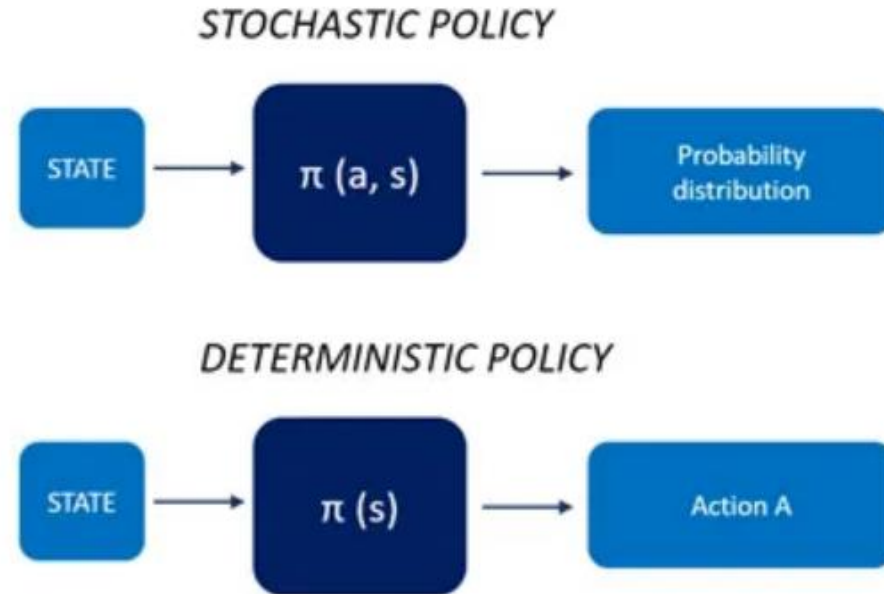 STOCHASTIC POLICY
STATE
π (a, s)
Probability
distribution
DETERMINISTIC POLICY
STATE
π (s)
Action A